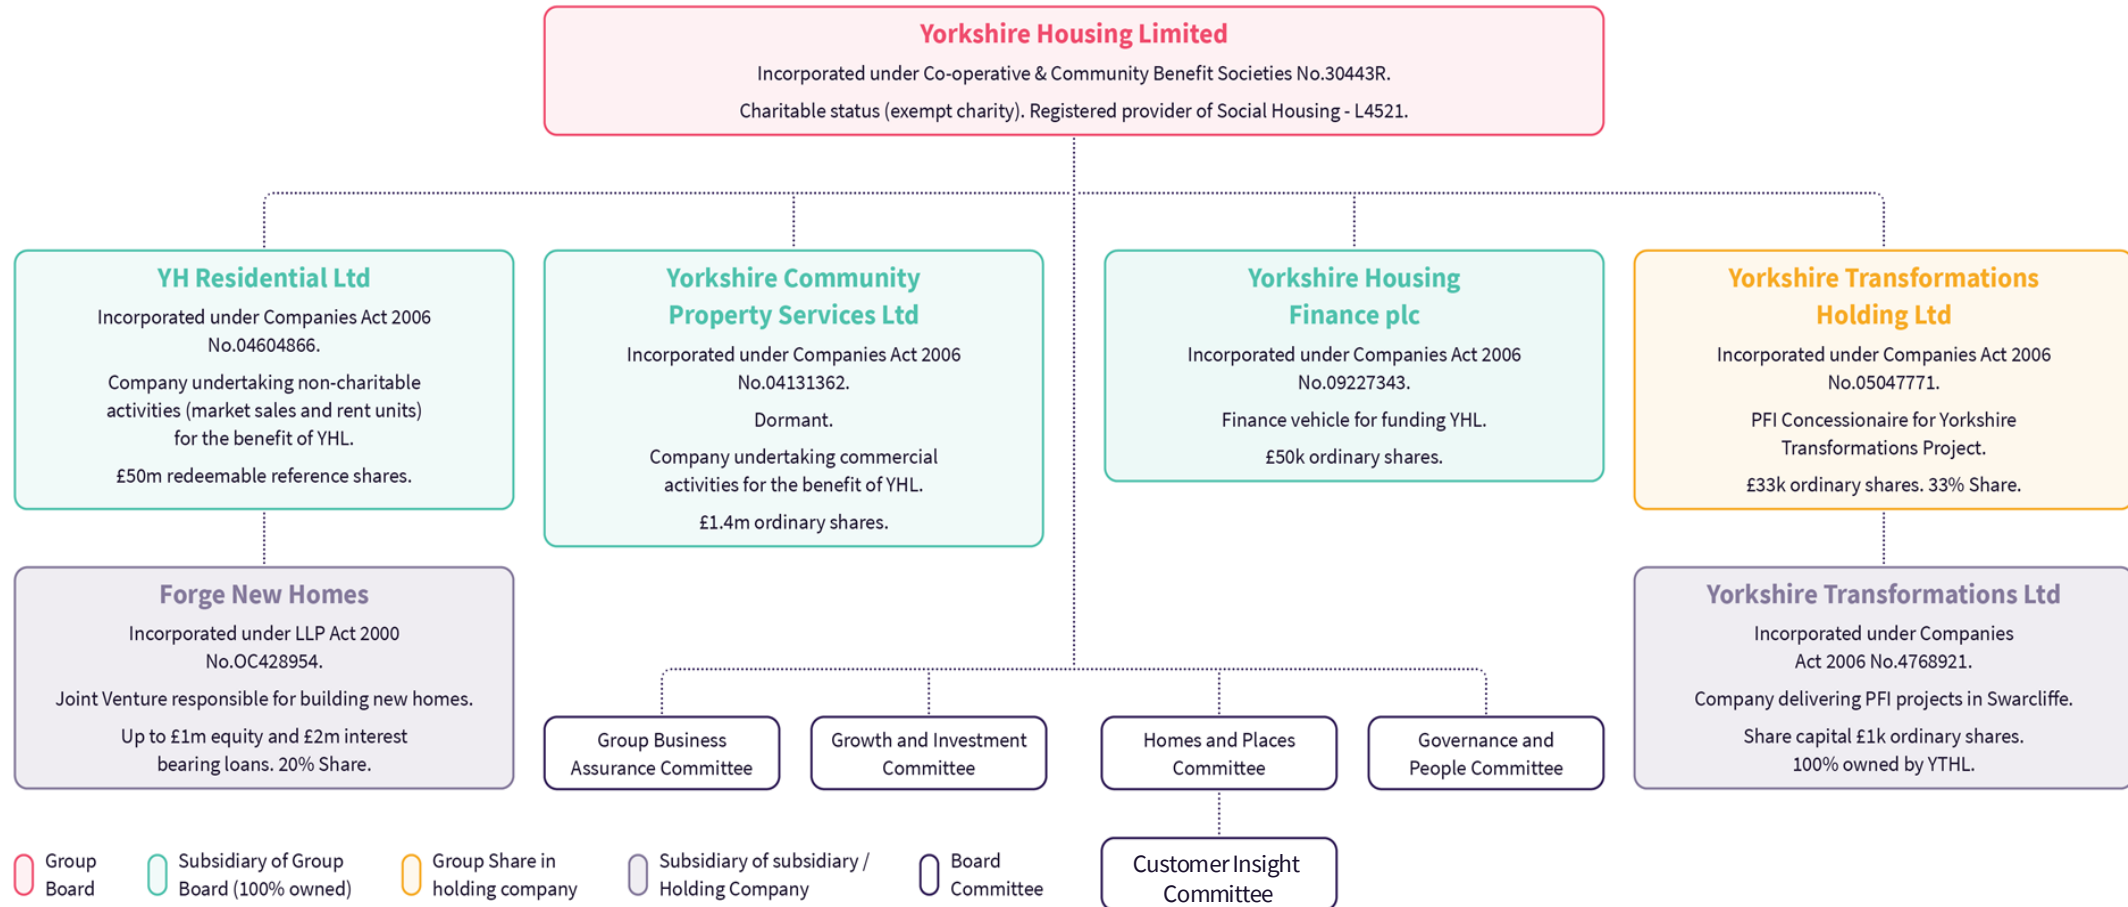 Yorkshire Housing Limited
Incorporated under Co-operative & Community Benefit Societies No.30443R.
Charitable status (exempt charity). Registered provider of Social Housing - L4521.
YH Residential Ltd
Incorporated under Companies Act 2006
No.04604866.
Company undertaking non-charitable
activities (market sales and rent units)
for the benefit of YHL.
£50m redeemable reference shares.
Yorkshire Community
Property Services Ltd
Incorporated under Companies Act 2006
No.04131362.
Dormant.
Company undertaking commercial
activities for the benefit of YHL.
£1.4m ordinary shares.
Yorkshire Housing
Finance plc
Incorporated under Companies Act 2006
No.09227343.
Finance vehicle for funding YHL.
£50k ordinary shares.
Yorkshire Transformations
Holding Ltd
Incorporated under Companies Act 2006
No.05047771.
PFI Concessionaire for Yorkshire
Transformations Project.
£33k ordinary shares. 33% Share.
Forge New Homes
Incorporated under LLP Act 2000
No.OC428954.
Joint Venture responsible for building new homes.
Up to £1m equity and £2m interest
bearing loans. 20% Share.
Yorkshire Transformations Ltd
Incorporated under Companies
Act 2006 No.4768921.
Company delivering PFI projects in Swarcliffe.
Share capital £1k ordinary shares.
100% owned by YTHL.
Group Business
Assurance Committee
Growth and Investment
Committee
Homes and Places
Committee
Governance and
People Committee
Customer Insight
Committee
Group
Board
Subsidiary of Group
Board (100% owned)
Group Share in
holding company
Subsidiary of subsidiary /
Holding Company
Board
Committee